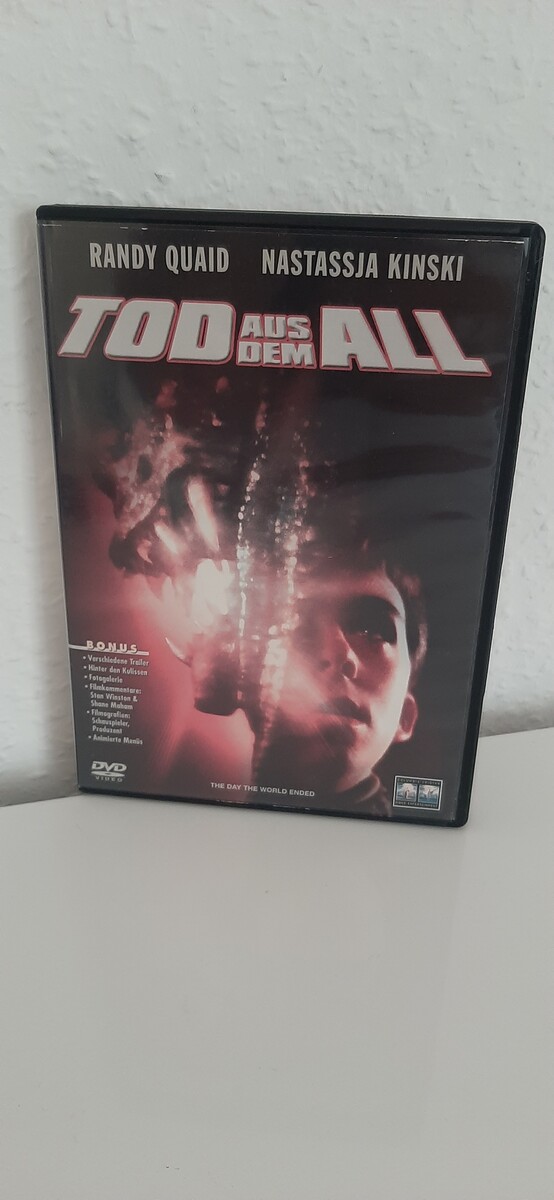 RANDY QUAID NASTASSJA KINSKI
TOD AUS DEM ALL
BONUS
• Verschiedene Trailer
• Hinter den Kulissen
• Fotogalerie
• Filmkommentare:
Stan Winston &
Shane Maham
• Filmografien:
Schauspieler,
Produzent
• Animierte Menüs
DVD
VIDEO
THE DAY THE WORLD ENDED